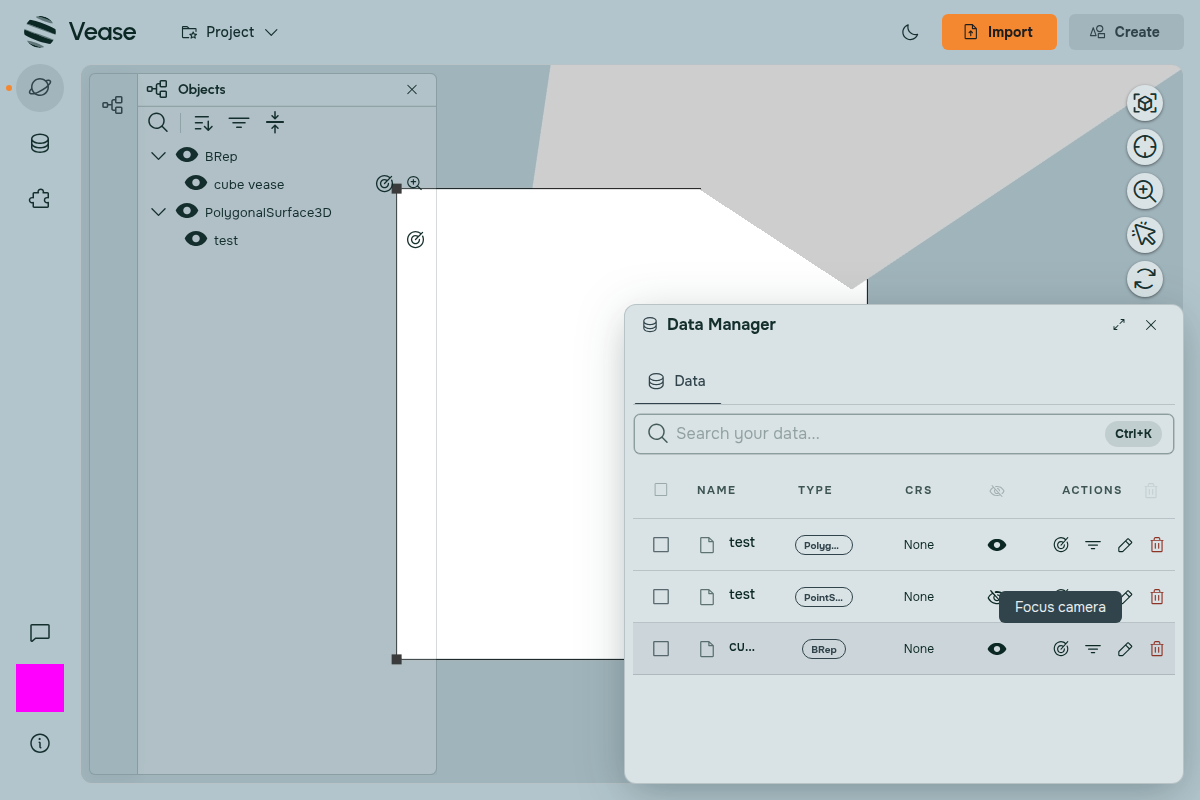 Vease
Project
Import
Create
Objects
BRep
cube vease
PolygonalSurface3D
test
Data Manager
Data
Search your data...
Ctrl+K
NAME TYPE CRS ACTIONS
test Polyg... None
test PointS... None
Focus camera
cu... BRep None